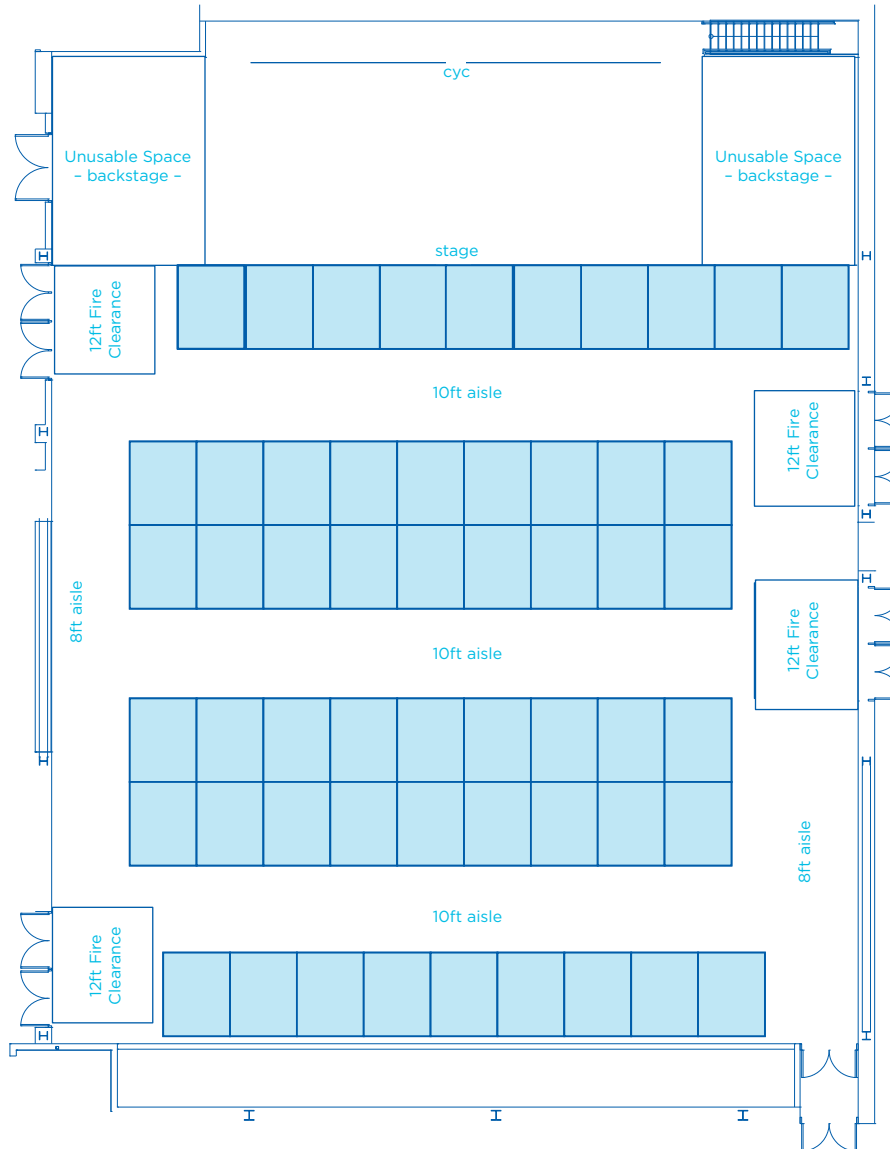 cyc
Unusable Space
– backstage –
Unusable Space
– backstage –
stage
12ft Fire
Clearance
10ft aisle
12ft Fire
Clearance
8ft aisle
10ft aisle
12ft Fire
Clearance
8ft aisle
10ft aisle
12ft Fire
Clearance